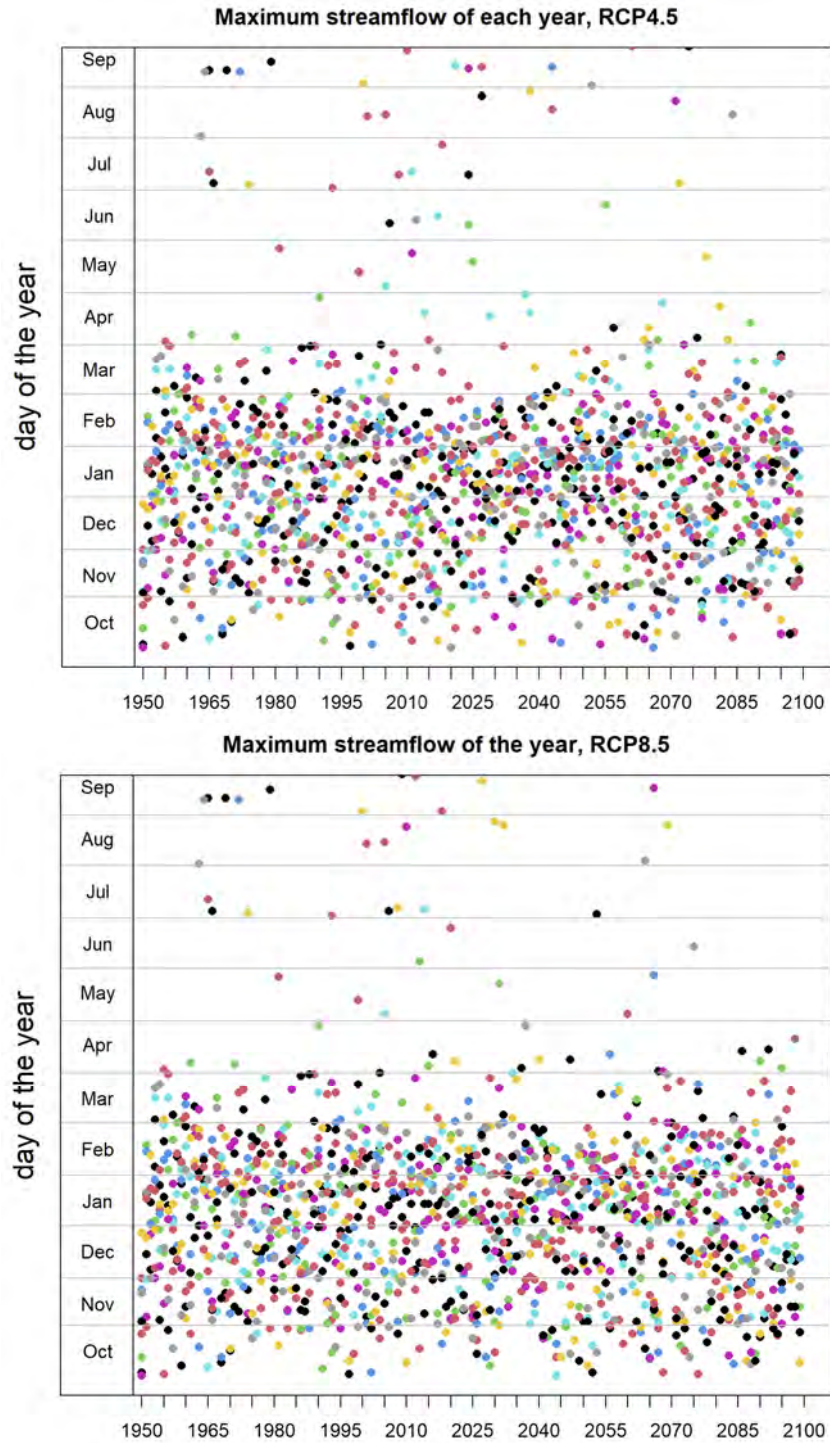 Maximum streamflow of each year, RCP4.5
day of the year
Sep
Aug
Jul
Jun
May
Apr
Mar
Feb
Jan
Dec
Nov
Oct
1950 1965 1980 1995 2010 2025 2040 2055 2070 2085 2100
Maximum streamflow of the year, RCP8.5
day of the year
Sep
Aug
Jul
Jun
May
Apr
Mar
Feb
Jan
Dec
Nov
Oct
1950 1965 1980 1995 2010 2025 2040 2055 2070 2085 2100